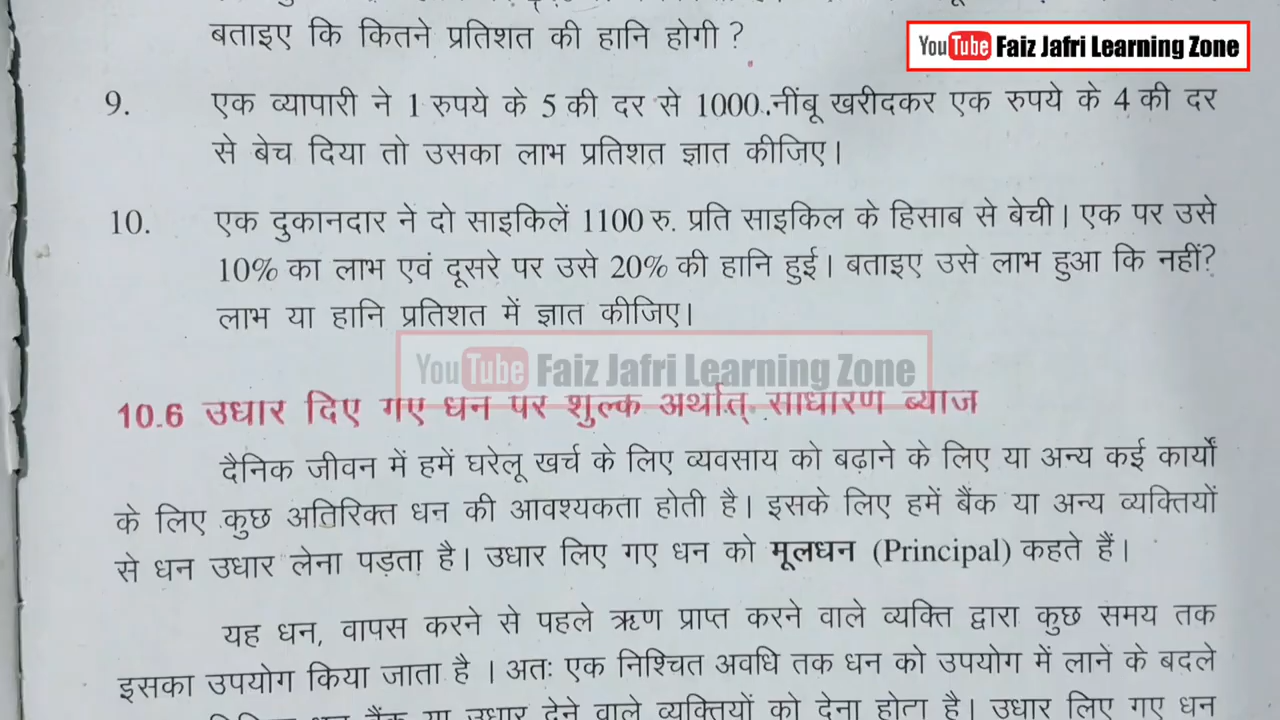 बताइए कि कितने प्रतिशत की हानि होगी ?
YouTube Faiz Jafri Learning Zone
9. एक व्यापारी ने 1 रुपये के 5 की दर से 1000 नींबू खरीदकर एक रुपये के 4 की दर
से बेच दिया तो उसका लाभ प्रतिशत ज्ञात कीजिए।
10. एक दुकानदार ने दो साइकिलें 1100 रु. प्रति साइकिल के हिसाब से बेची। एक पर उसे
10% का लाभ एवं दूसरे पर उसे 20% की हानि हुई। बताइए उसे लाभ हुआ कि नहीं?
लाभ या हानि प्रतिशत में ज्ञात कीजिए।
YouTube Faiz Jafri Learning Zone
10.6 उधार दिए गए धन पर शुल्क अर्थात् साधारण ब्याज
दैनिक जीवन में हमें घरेलू खर्च के लिए व्यवसाय को बढ़ाने के लिए या अन्य कई कार्यों
के लिए कुछ अतिरिक्त धन की आवश्यकता होती है। इसके लिए हमें बैंक या अन्य व्यक्तियों
से धन उधार लेना पड़ता है। उधार लिए गए धन को मूलधन (Principal) कहते हैं।
यह धन, वापस करने से पहले ऋण प्राप्त करने वाले व्यक्ति द्वारा कुछ समय तक
इसका उपयोग किया जाता है । अतः एक निश्चित अवधि तक धन को उपयोग में लाने के बदले
धन बैंक या उधार देने वाले व्यक्तियों को देना होता है। उधार लिए गए धन